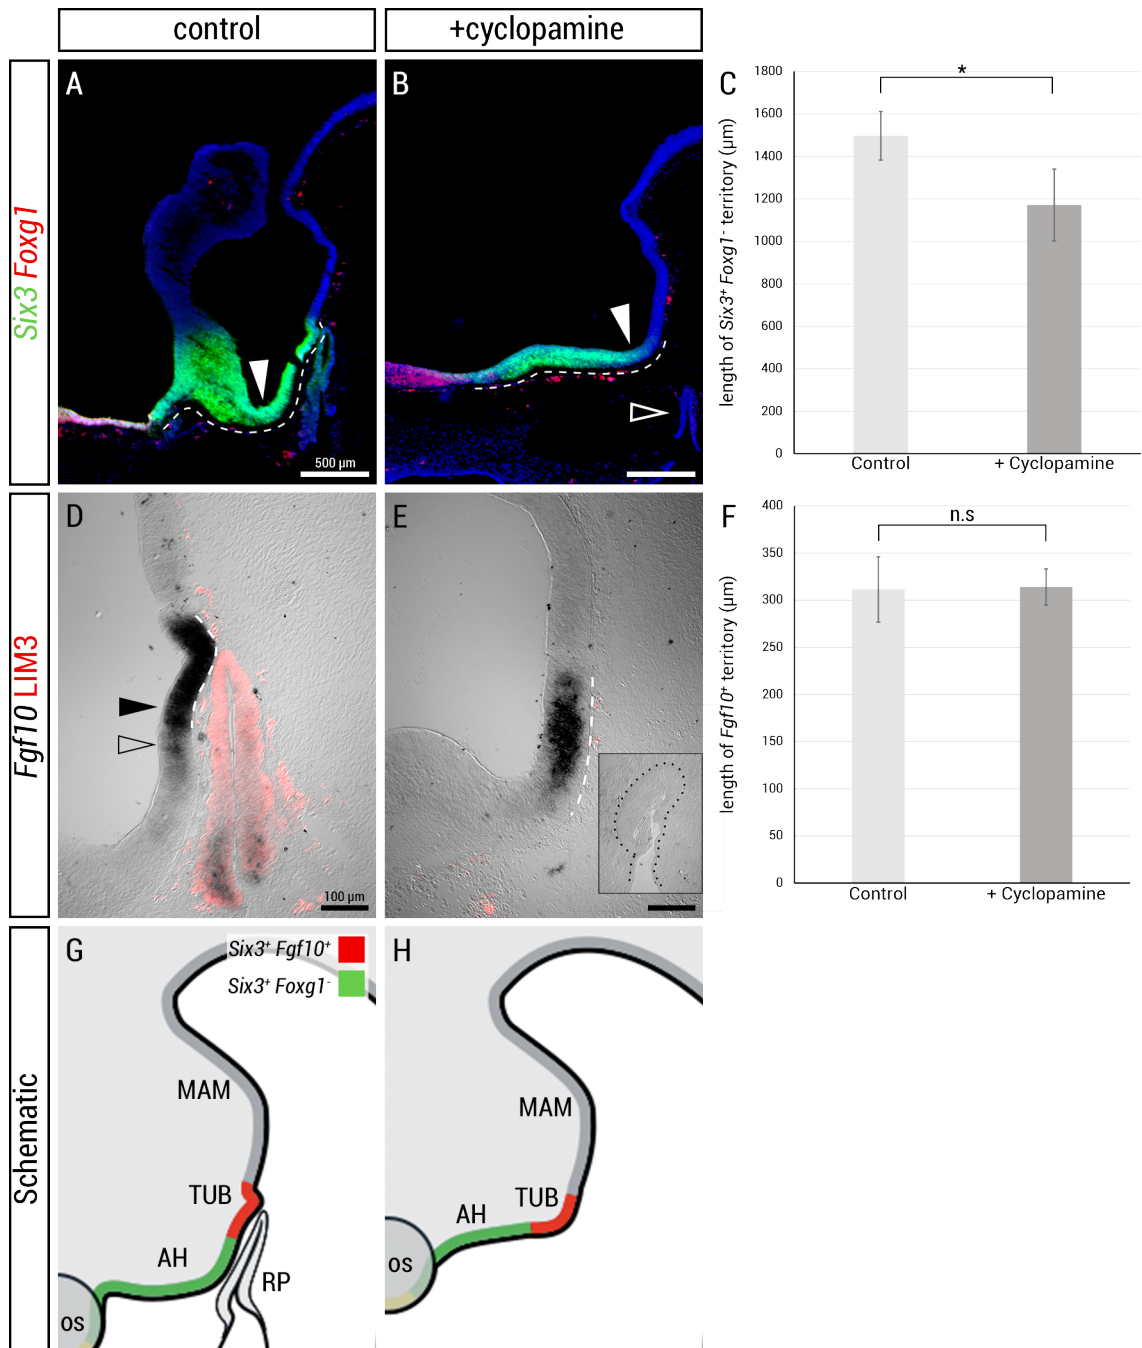 control
+cyclopamine
Six3 Foxg1
A
500 µm
B
C
length of Six3⁺ Foxg1⁻ territory (µm)
1800
1600
1400
1200
1000
800
600
400
200
0
*
Control
+ Cyclopamine
Fgf10 LIM3
D
100 µm
E
F
length of Fgf10⁺ territory (µm)
400
350
300
250
200
150
100
50
0
n.s
Control
+ Cyclopamine
Schematic
G
Six3⁺ Fgf10⁺
Six3⁺ Foxg1⁻
MAM
TUB
AH
RP
os
H
MAM
TUB
AH
os